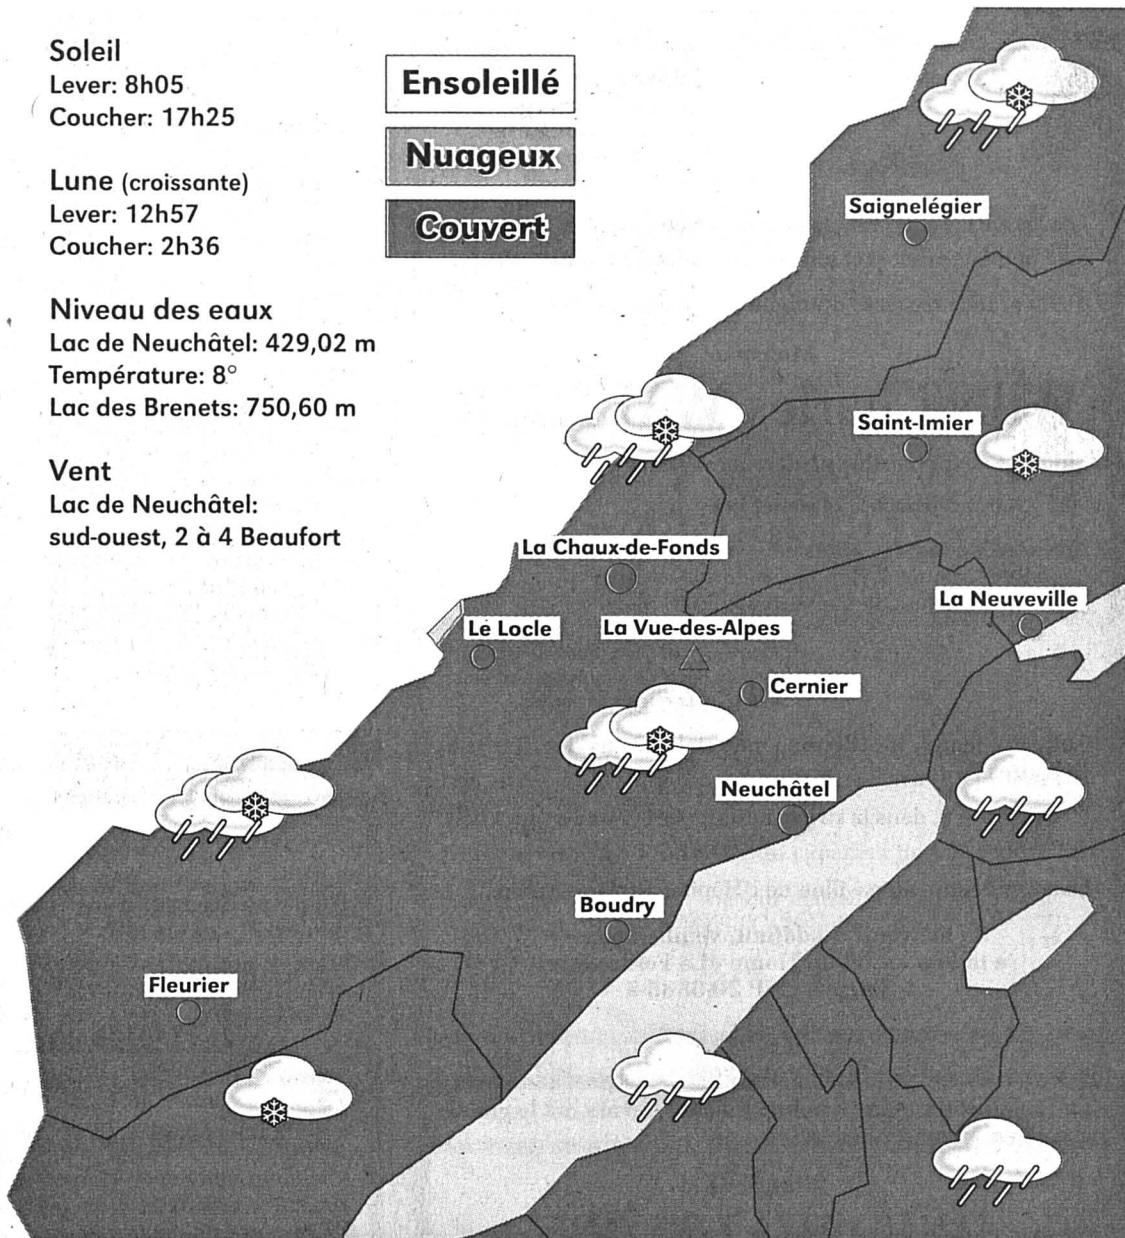 Soleil
Lever: 8h05
Coucher: 17h25
Lune (croissante)
Lever: 12h57
Coucher: 2h36
Niveau des eaux
Lac de Neuchâtel: 429,02 m
Température: 8°
Lac des Brenets: 750,60 m
Vent
Lac de Neuchâtel:
sud-ouest, 2 à 4 Beaufort
Ensoleillé
Nuageux
Couvert
Saignelégier
Saint-Imier
La Chaux-de-Fonds
La Neuveville
Le Locle
La Vue-des-Alpes
Cernier
Neuchâtel
Boudry
Fleurier